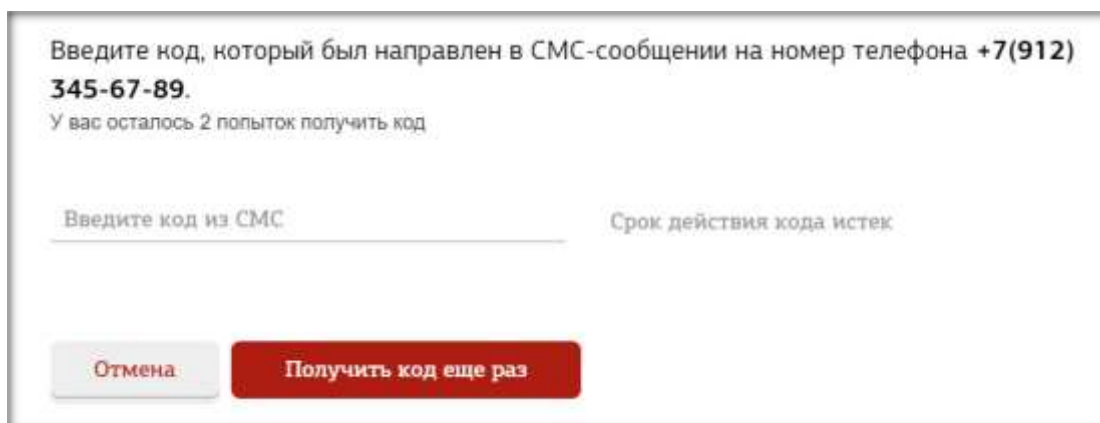 Введите код, который был направлен в СМС-сообщении на номер телефона +7(912)
345-67-89.
У вас осталось 2 попыток получить код
Введите код из СМС
Срок действия кода истек
Отмена
Получить код еще раз